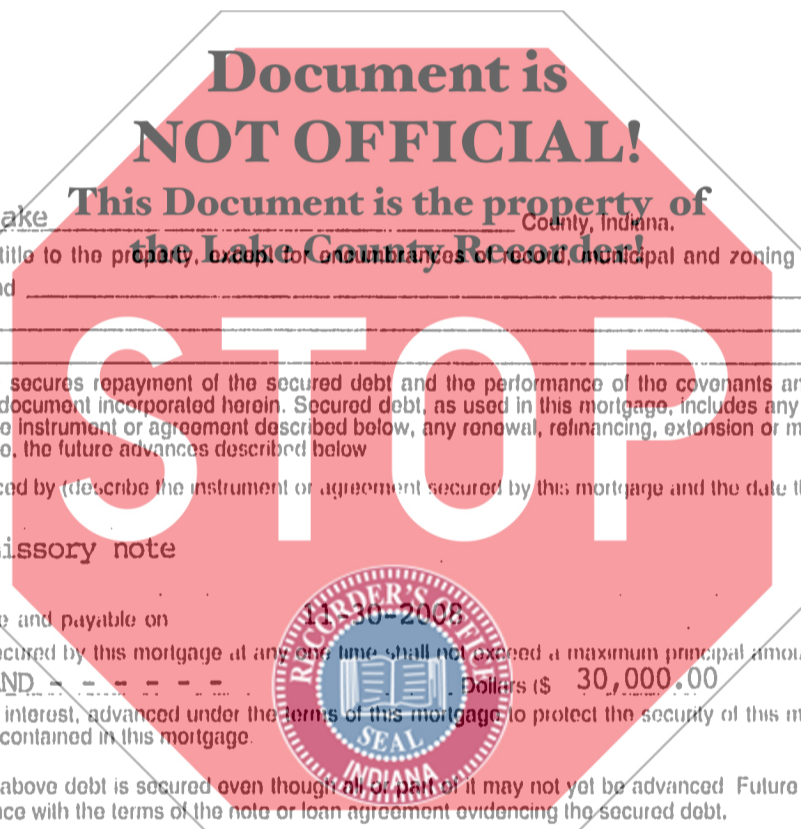 Document is
NOT OFFICIAL!
This Document is the property of
the Lake County Recorder!
ake County, Indiana.
title to the property, except for encumbrances of record, municipal and zoning
d
secures repayment of the secured debt and the performance of the covenants an
document incorporated herein. Secured debt, as used in this mortgage, includes any
e instrument or agreement described below, any renewal, refinancing, extension or m
e, the future advances described below
ced by (describe the instrument or agreement secured by this mortgage and the date th
STOP
issory note
e and payable on 11-30-2008
ecured by this mortgage at any one time shall not exceed a maximum principal amou
AND - - - - - - Dollars ($ 30,000.00
interest, advanced under the terms of this mortgage to protect the security of this m
contained in this mortgage.
RECORDER'S OFFICE
SEAL
INDIANA
above debt is secured even though all or part of it may not yet be advanced Future
nce with the terms of the note or loan agreement evidencing the secured debt.